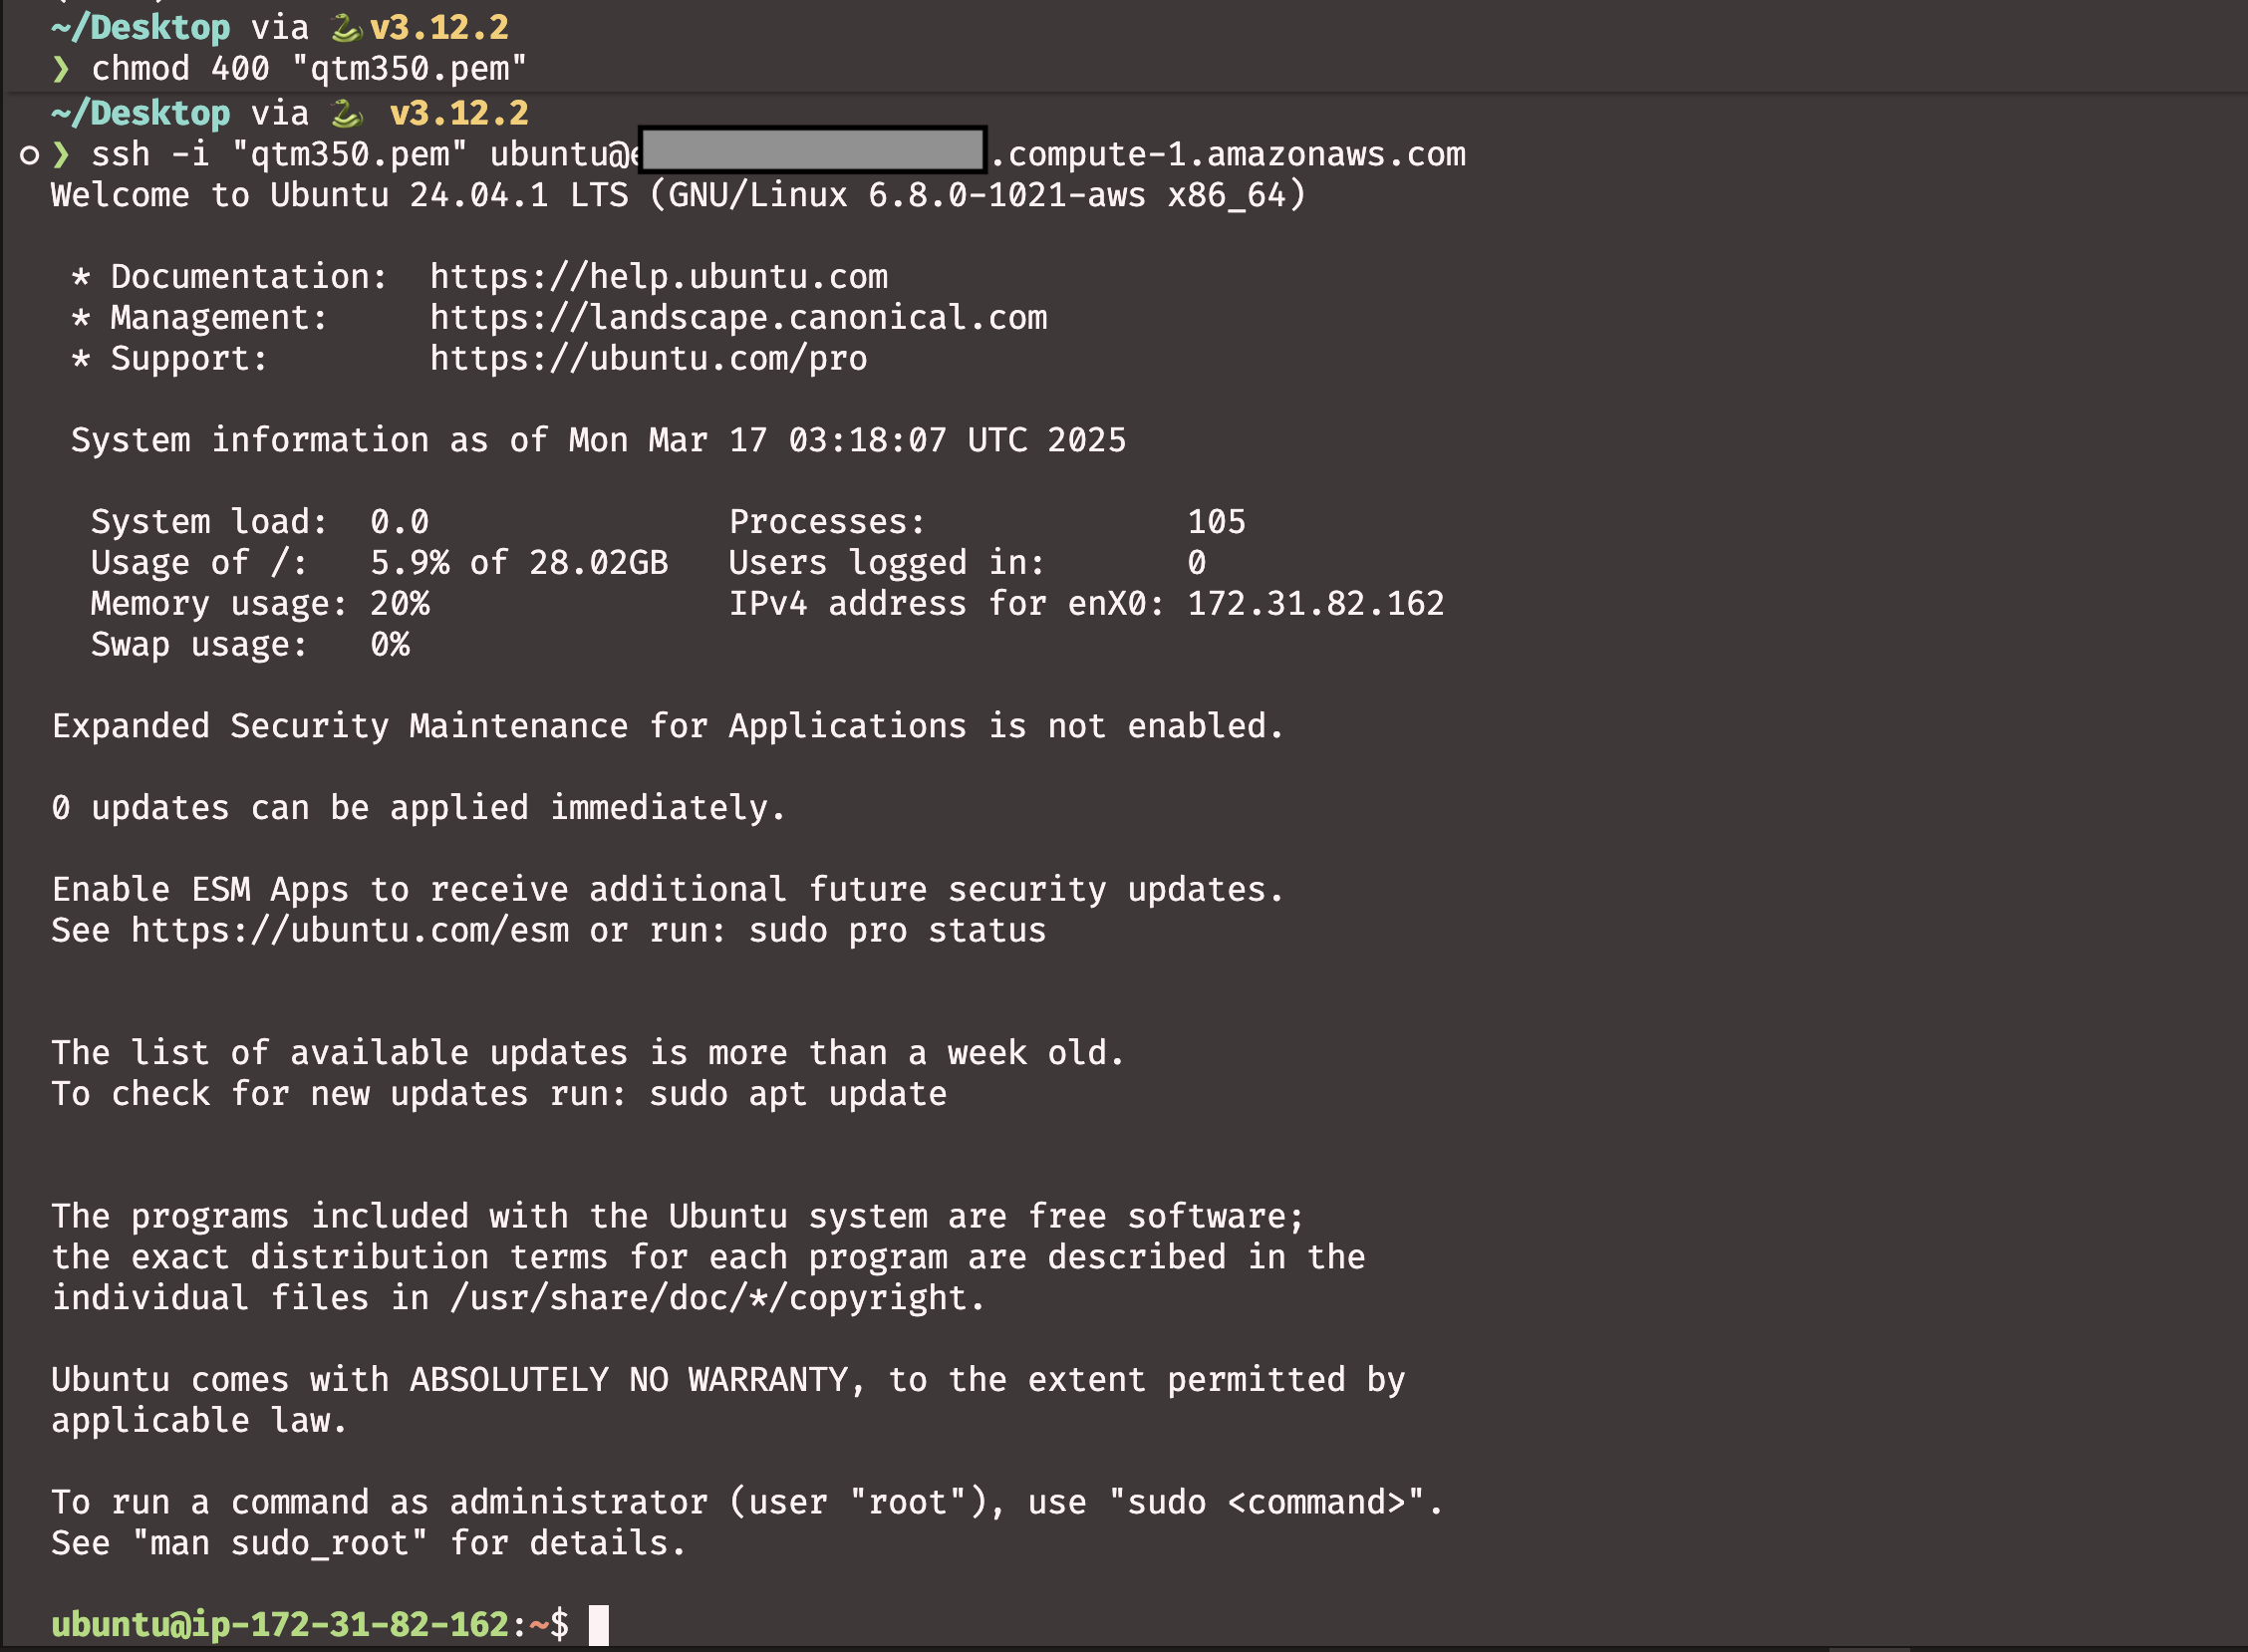 ~/Desktop via 🐍 v3.12.2
❯ chmod 400 "qtm350.pem"
~/Desktop via 🐍 v3.12.2
❯ ssh -i "qtm350.pem" ubuntu@e .compute-1.amazonaws.com
Welcome to Ubuntu 24.04.1 LTS (GNU/Linux 6.8.0-1021-aws x86_64)
* Documentation:  https://help.ubuntu.com
* Management:     https://landscape.canonical.com
* Support:        https://ubuntu.com/pro
System information as of Mon Mar 17 03:18:07 UTC 2025
System load:  0.0               Processes:             105
Usage of /:   5.9% of 28.02GB   Users logged in:       0
Memory usage: 20%               IPv4 address for enX0: 172.31.82.162
Swap usage:   0%
Expanded Security Maintenance for Applications is not enabled.
0 updates can be applied immediately.
Enable ESM Apps to receive additional future security updates.
See https://ubuntu.com/esm or run: sudo pro status
The list of available updates is more than a week old.
To check for new updates run: sudo apt update
The programs included with the Ubuntu system are free software;
the exact distribution terms for each program are described in the
individual files in /usr/share/doc/*/copyright.
Ubuntu comes with ABSOLUTELY NO WARRANTY, to the extent permitted by
applicable law.
To run a command as administrator (user "root"), use "sudo <command>".
See "man sudo_root" for details.
ubuntu@ip-172-31-82-162:~$